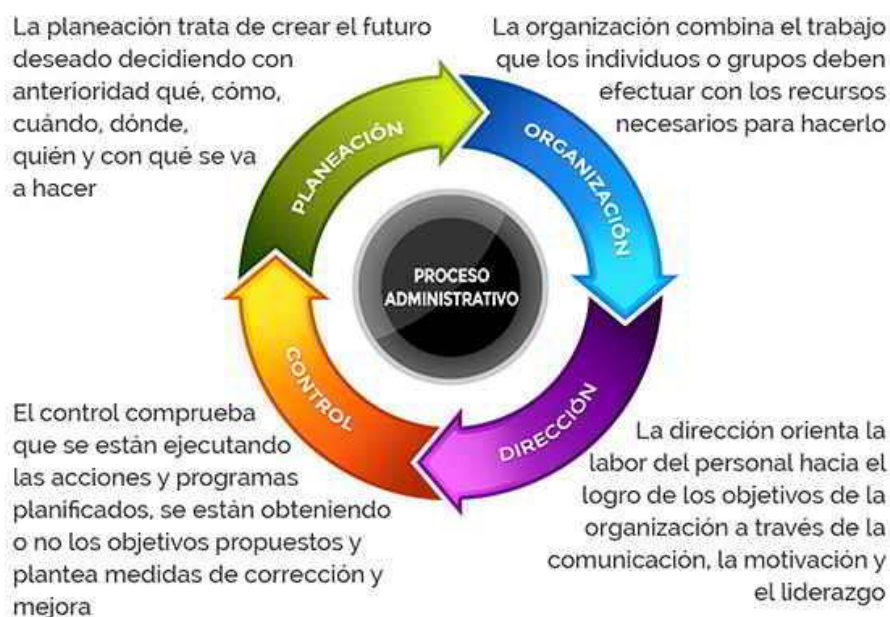 La planeación trata de crear el futuro
deseado decidiendo con
anterioridad qué, cómo,
cuándo, dónde,
quién y con qué se va
a hacer
La organización combina el trabajo
que los individuos o grupos deben
efectuar con los recursos
necesarios para hacerlo
PLANEACIÓN
ORGANIZACIÓN
PROCESO
ADMINISTRATIVO
CONTROL
DIRECCIÓN
El control comprueba
que se están ejecutando
las acciones y programas
planificados, se están obteniendo
o no los objetivos propuestos y
plantea medidas de corrección y
mejora
La dirección orienta la
labor del personal hacia el
logro de los objetivos de la
organización a través de la
comunicación, la motivación y
el liderazgo